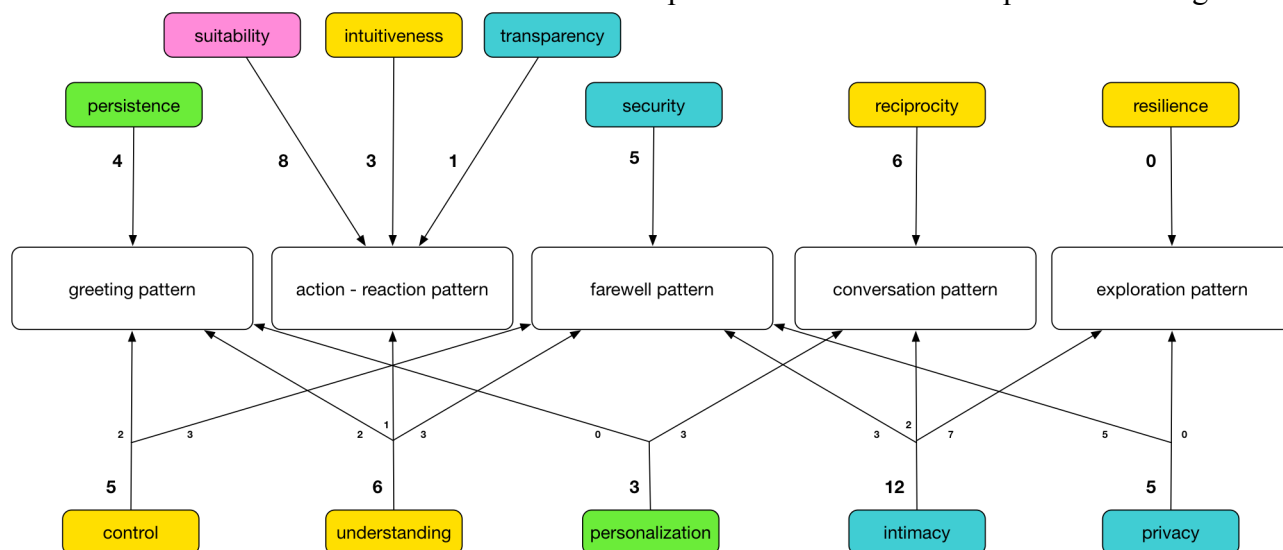 suitability intuitiveness transparency
persistence security reciprocity resilience
4 8 3 1 5 6 0
greeting pattern action - reaction pattern farewell pattern conversation pattern exploration pattern
2 3 2 1 3 0 3 3 2 7 5 0
5 6 3 12 5
control understanding personalization intimacy privacy